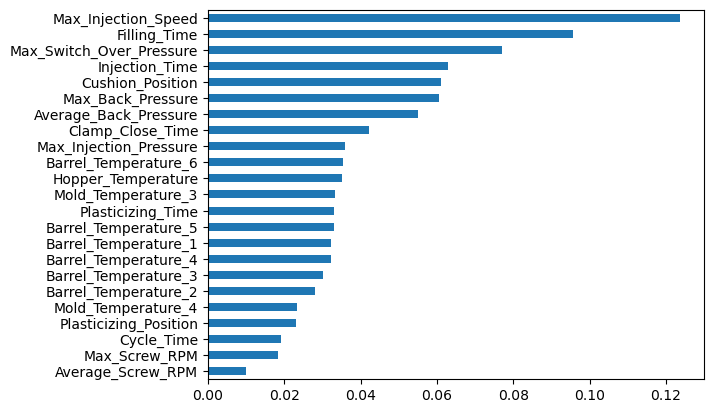 Max_Injection_Speed
Filling_Time
Max_Switch_Over_Pressure
Injection_Time
Cushion_Position
Max_Back_Pressure
Average_Back_Pressure
Clamp_Close_Time
Max_Injection_Pressure
Barrel_Temperature_6
Hopper_Temperature
Mold_Temperature_3
Plasticizing_Time
Barrel_Temperature_5
Barrel_Temperature_1
Barrel_Temperature_4
Barrel_Temperature_3
Barrel_Temperature_2
Mold_Temperature_4
Plasticizing_Position
Cycle_Time
Max_Screw_RPM
Average_Screw_RPM
0.00 0.02 0.04 0.06 0.08 0.10 0.12